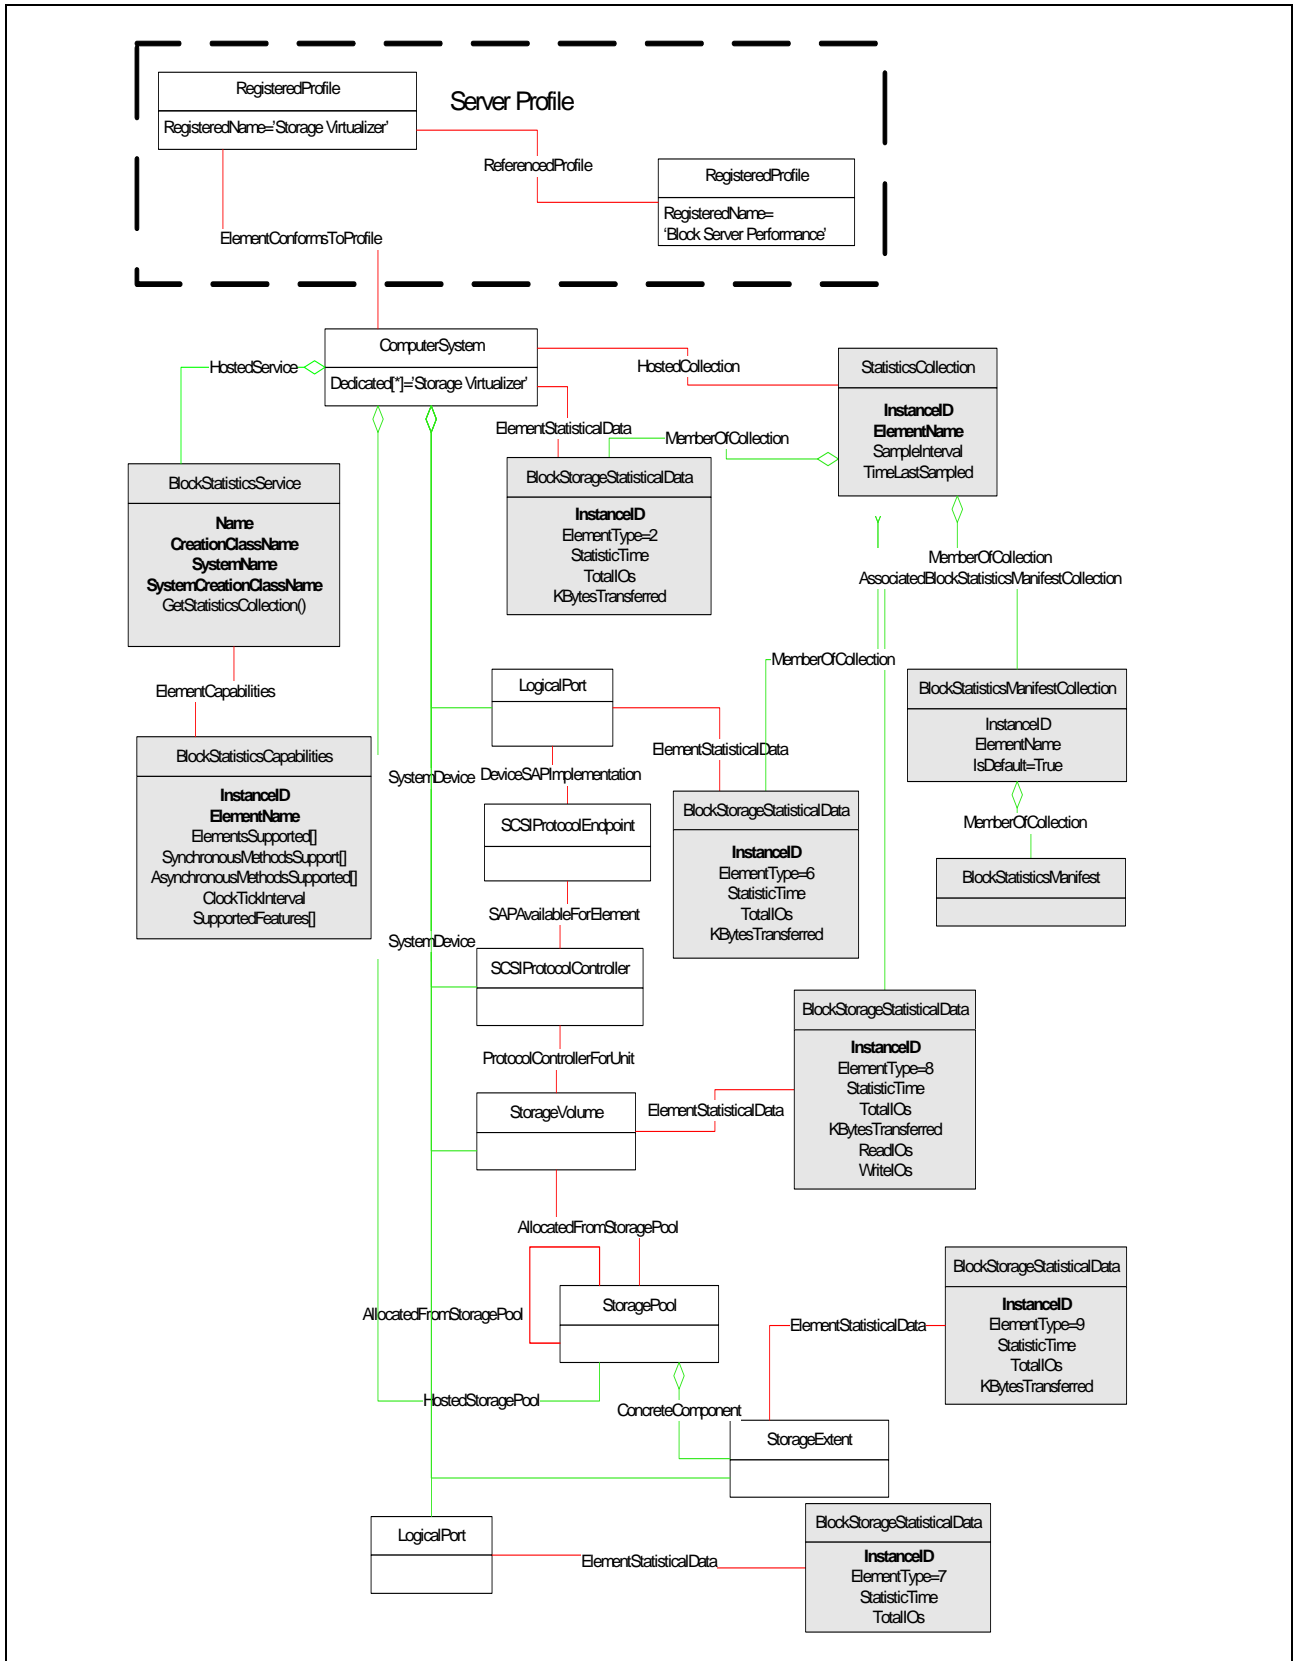 RegisteredProfile
RegisteredName='Storage Virtualizer'
Server Profile
ReferencedProfile
RegisteredProfile
RegisteredName=
'Block Server Performance'
ElementConformsToProfile
ComputerSystem
Dedicated[*]='Storage Virtualizer'
HostedService
HostedCollection
StatisticsCollection
InstanceID
ElementName
SampleInterval
TimeLastSampled
ElementStatisticalData
MemberOfCollection
BlockStatisticsService
Name
CreationClassName
SystemName
SystemCreationClassName
GetStatisticsCollection()
BlockStorageStatisticalData
InstanceID
ElementType=2
StatisticTime
TotalIOs
KBytesTransferred
MemberOfCollection
AssociatedBlockStatisticsManifestCollection
MemberOfCollection
ElementCapabilities
LogicalPort
BlockStatisticsManifestCollection
InstanceID
ElementName
IsDefault=True
ElementStatisticalData
BlockStatisticsCapabilities
InstanceID
ElementName
ElementsSupported[]
SynchronousMethodsSupport[]
AsynchronousMethodsSupported[]
ClockTickInterval
SupportedFeatures[]
SystemDevice
DeviceSAPImplementation
SCSIProtocolEndpoint
BlockStorageStatisticalData
InstanceID
ElementType=6
StatisticTime
TotalIOs
KBytesTransferred
MemberOfCollection
BlockStatisticsManifest
SAPAvailableForElement
SystemDevice
SCSIProtocolController
BlockStorageStatisticalData
InstanceID
ElementType=8
StatisticTime
TotalIOs
KBytesTransferred
ReadIOs
WriteIOs
ProtocolControllerForUnit
StorageVolume
ElementStatisticalData
AllocatedFromStoragePool
StoragePool
AllocatedFromStoragePool
BlockStorageStatisticalData
InstanceID
ElementType=9
StatisticTime
TotalIOs
KBytesTransferred
ElementStatisticalData
HostedStoragePool
ConcreteComponent
StorageExtent
LogicalPort
ElementStatisticalData
BlockStorageStatisticalData
InstanceID
ElementType=7
StatisticTime
TotalIOs